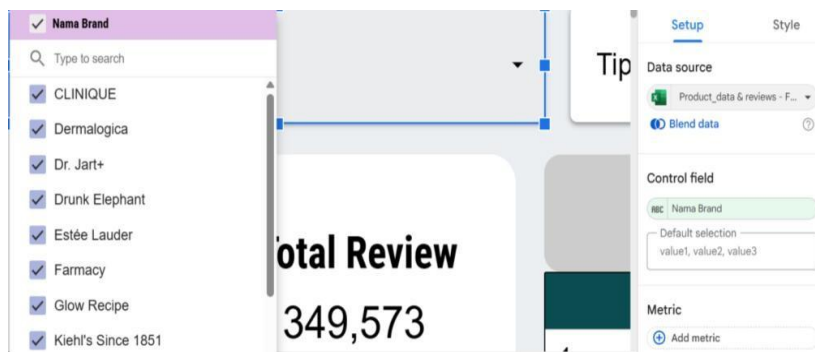 Nama Brand
Type to search
CLINIQUE
Dermalogica
Dr. Jart+
Drunk Elephant
Estée Lauder
Farmacy
Glow Recipe
Kiehl's Since 1851
Tip
Total Review
349,573
Setup Style
Data source
Product_data & reviews - F...
Blend data
Control field
ABC Nama Brand
Default selection
value1, value2, value3
Metric
Add metric